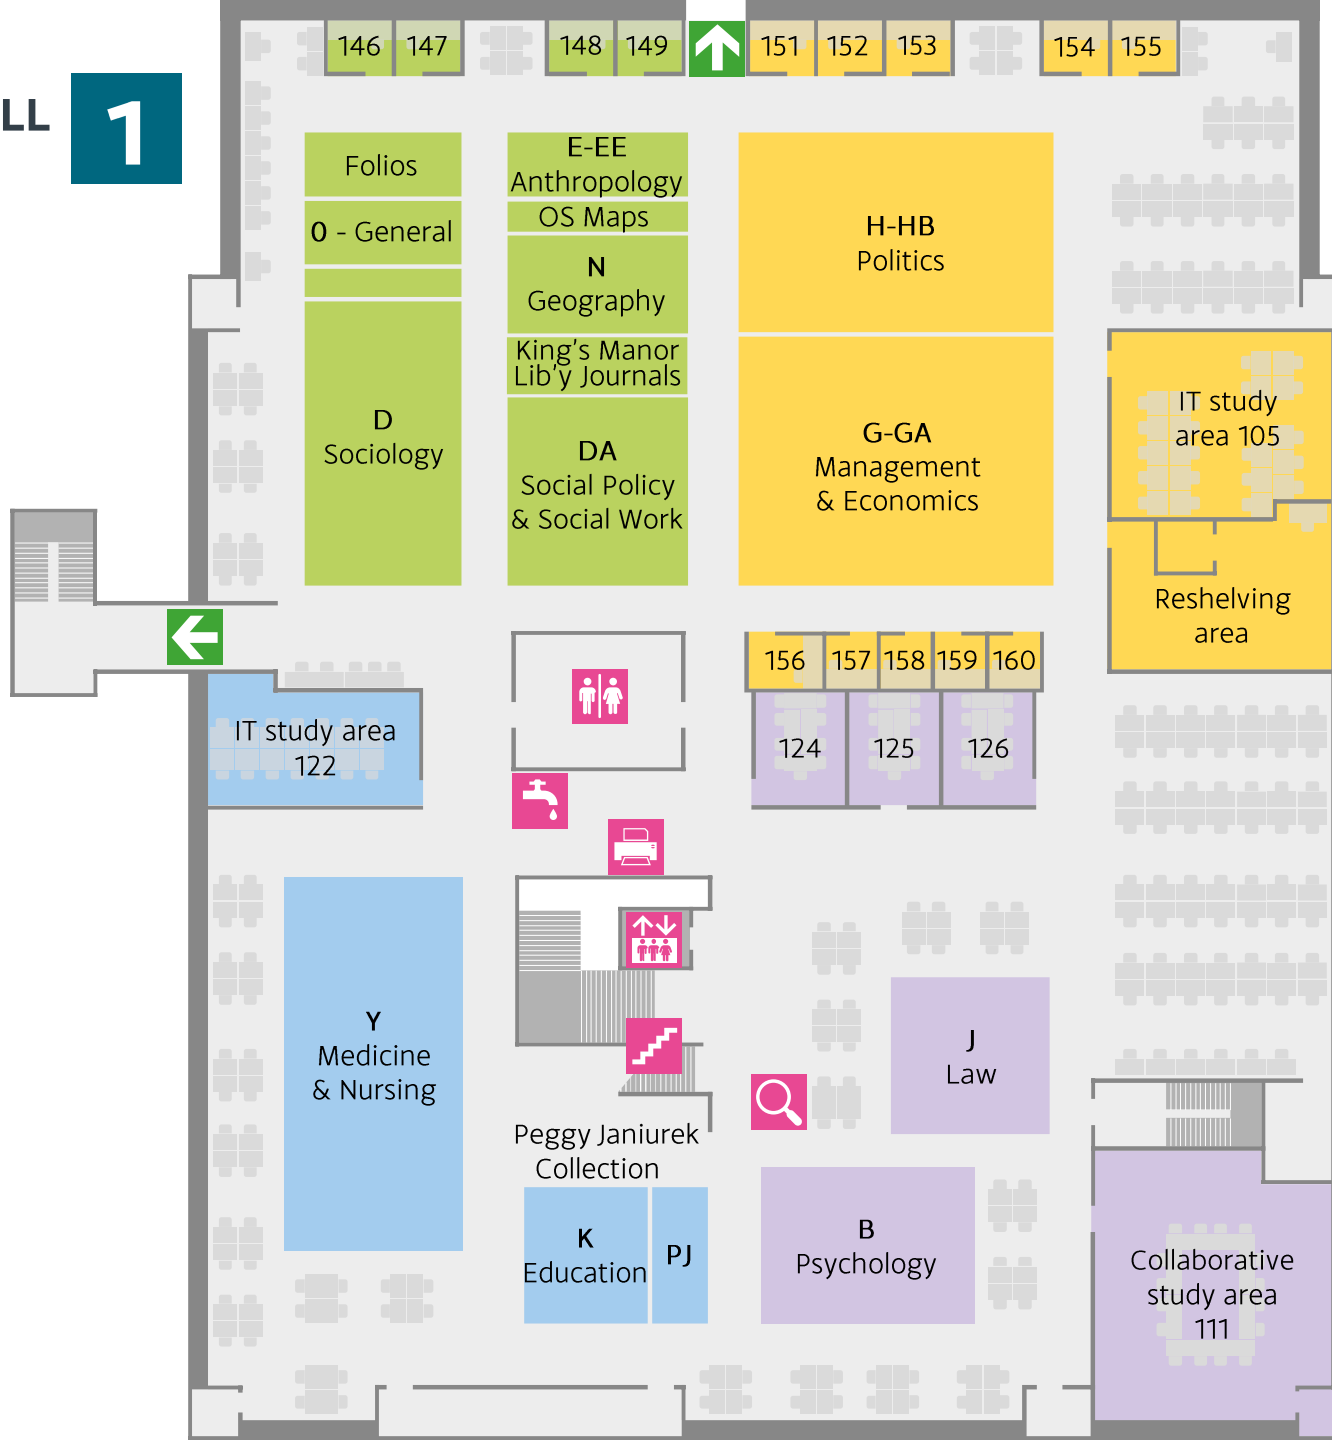 LL 1
146
147
148
149
151
152
153
154
155
Folios
0 - General
D
Sociology
E-EE
Anthropology
OS Maps
N
Geography
King's Manor
Lib'y Journals
DA
Social Policy
& Social Work
H-HB
Politics
G-GA
Management
& Economics
IT study
area 105
Reshelving
area
156
157
158
159
160
124
125
126
IT study area
122
Y
Medicine
& Nursing
Peggy Janiurek
Collection
K
Education
PJ
J
Law
B
Psychology
Collaborative
study area
111